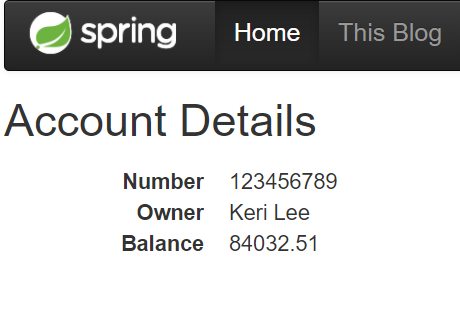 spring Home This Blog
Account Details
Number 123456789
Owner Keri Lee
Balance 84032.51